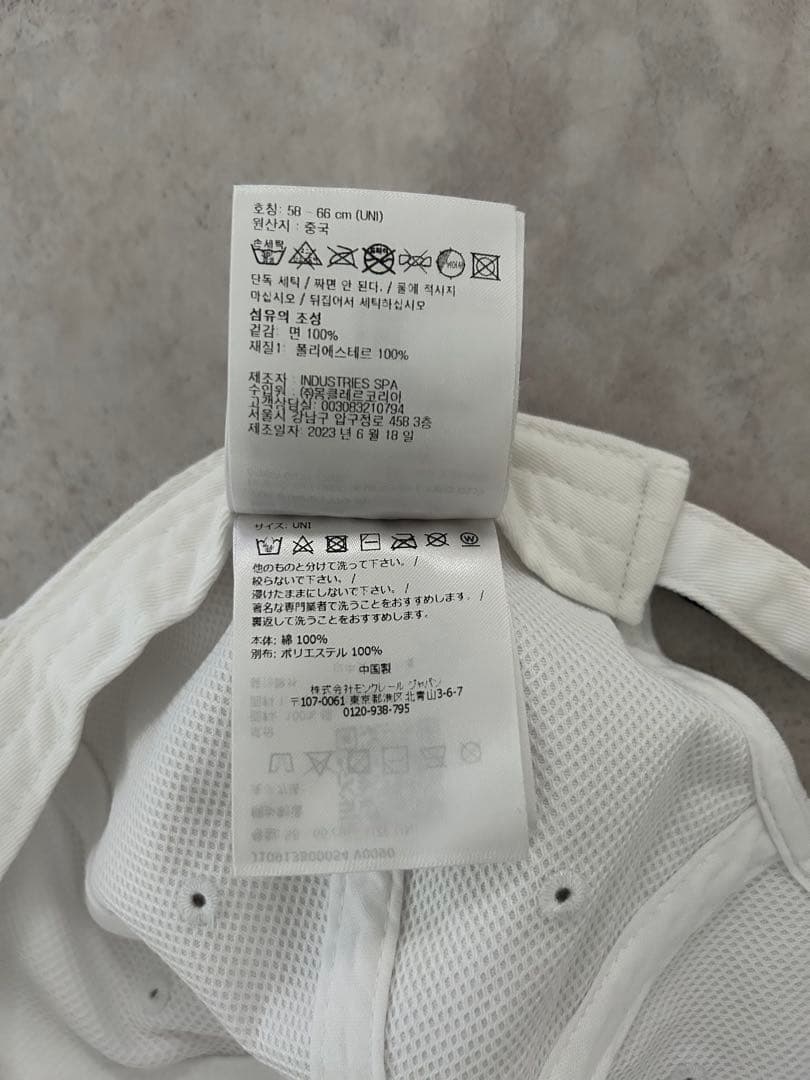 호칭: 58 - 66 cm (UNI)
원산지 : 중국
손세탁
단독 세틱 / 짜면 안 된다. / 물에 적시지
마십시오 / 뒤집어서 세탁하십시오
섬유의 조성
겉감: 면 100%
재질1: 폴리에스테르 100%
제조자 : INDUSTRIES SPA
수입원 : ㈜몽클레르코리아
고객상담실: 003083210794
서울시 강남구 압구정로 458 3층
제조일자: 2023 년 6 월 18 일
サイズ: UNI
他のものと分けて洗って下さい。 /
絞らないで下さい。 /
浸けたままにしないで下さい。 /
著名な専門業者で洗うことをおすすめします。 /
裏返して洗うことをおすすめします。
本体: 綿 100%
別布: ポリエステル 100%
中国製
株式会社モンクレール ジャパン
〒107-0061 東京都港区北青山3-6-7
0120-938-795